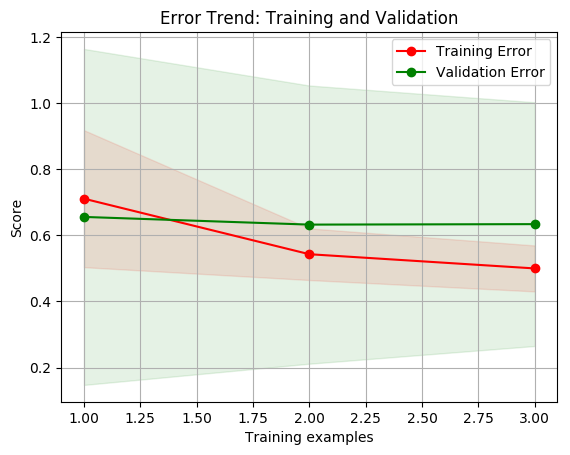 Error Trend: Training and Validation
1.2
Training Error
Validation Error
1.0
0.8
Score
0.6
0.4
0.2
1.00 1.25 1.50 1.75 2.00 2.25 2.50 2.75 3.00
Training examples